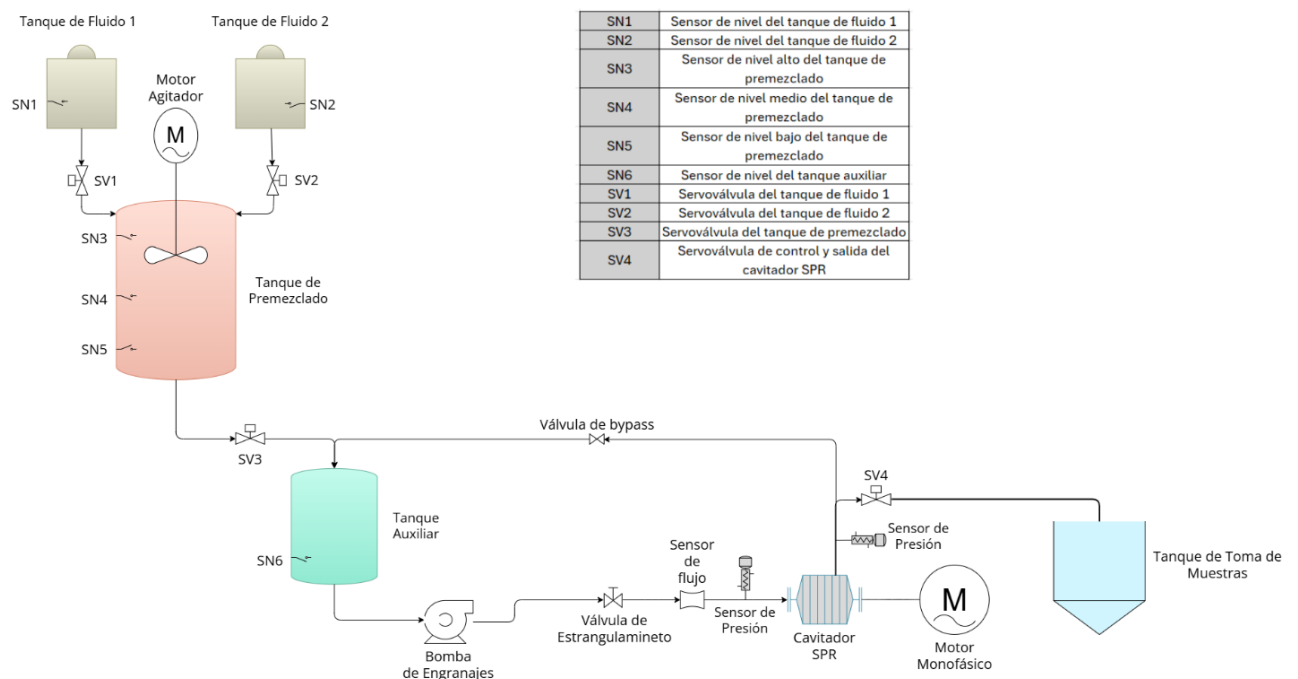 Tanque de Fluido 1
Tanque de Fluido 2
Motor
Agitador
SN1
SN2
M
SV1
SV2
SN3
SN4
SN5
Tanque de
Premezclado
SN1 Sensor de nivel del tanque de fluido 1
SN2 Sensor de nivel del tanque de fluido 2
SN3 Sensor de nivel alto del tanque de
premezclado
SN4 Sensor de nivel medio del tanque de
premezclado
SN5 Sensor de nivel bajo del tanque de
premezclado
SN6 Sensor de nivel del tanque auxiliar
SV1 Servoválvula del tanque de fluido 1
SV2 Servoválvula del tanque de fluido 2
SV3 Servoválvula del tanque de premezclado
SV4 Servoválvula de control y salida del
cavitador SPR
Válvula de bypass
SV3
SV4
Tanque
Auxiliar
SN6
Sensor
de
flujo
Sensor de
Presión
Tanque de Toma de
Muestras
Válvula de
Estrangulamineto
Sensor de
Presión
Cavitador
SPR
M
Motor
Monofásico
Bomba
de Engranajes